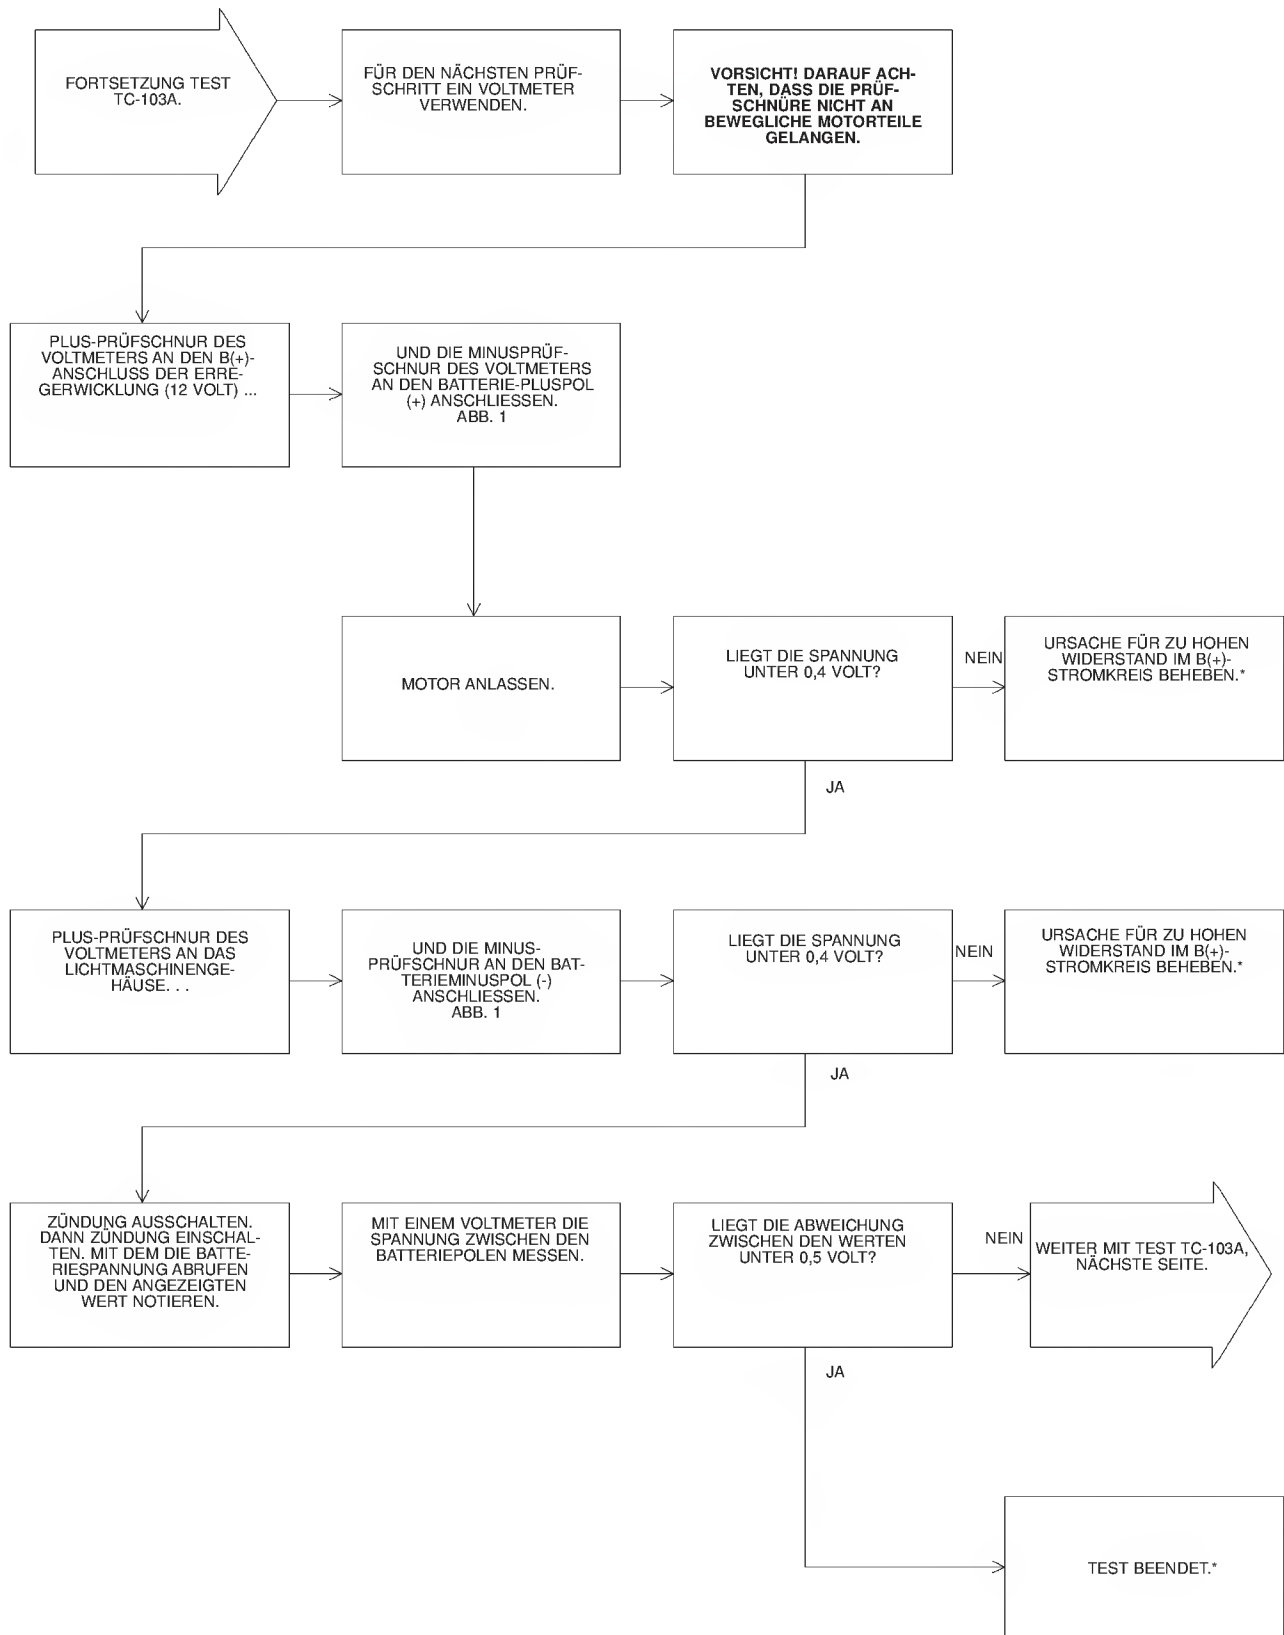 FORTSETZUNG TEST
TC-103A.
FÜR DEN NÄCHSTEN PRÜF-
SCHRITT EIN VOLTMETER
VERWENDEN.
VORSICHT! DARAUF ACH-
TEN, DASS DIE PRÜF-
SCHNÜRE NICHT AN
BEWEGLICHE MOTORTEILE
GELANGEN.
PLUS-PRÜFSCHNUR DES
VOLTMETERS AN DEN B(+)-
ANSCHLUSS DER ERRE-
GERWICKLUNG (12 VOLT) ...
UND DIE MINUSPRÜF-
SCHNUR DES VOLTMETERS
AN DEN BATTERIE-PLUSPOL
(+) ANSCHLIESSEN.
ABB. 1
MOTOR ANLASSEN.
LIEGT DIE SPANNUNG
UNTER 0,4 VOLT?
NEIN
URSACHE FÜR ZU HOHEN
WIDERSTAND IM B(+)-
STROMKREIS BEHEBEN.*
JA
PLUS-PRÜFSCHNUR DES
VOLTMETERS AN DAS
LICHTMASCHINENGE-
HÄUSE. . .
UND DIE MINUS-
PRÜFSCHNUR AN DEN BAT-
TERIEMINUSPOL (-)
ANSCHLIESSEN.
ABB. 1
LIEGT DIE SPANNUNG
UNTER 0,4 VOLT?
NEIN
URSACHE FÜR ZU HOHEN
WIDERSTAND IM B(+)-
STROMKREIS BEHEBEN.*
JA
ZÜNDUNG AUSSCHALTEN.
DANN ZÜNDUNG EINSCHAL-
TEN. MIT DEM DIE BATTE-
RIESPANNUNG ABRUFEN
UND DEN ANGEZEIGTEN
WERT NOTIEREN.
MIT EINEM VOLTMETER DIE
SPANNUNG ZWISCHEN DEN
BATTERIEPOLEN MESSEN.
LIEGT DIE ABWEICHUNG
ZWISCHEN DEN WERTEN
UNTER 0,5 VOLT?
NEIN
WEITER MIT TEST TC-103A,
NÄCHSTE SEITE.
JA
TEST BEENDET.*